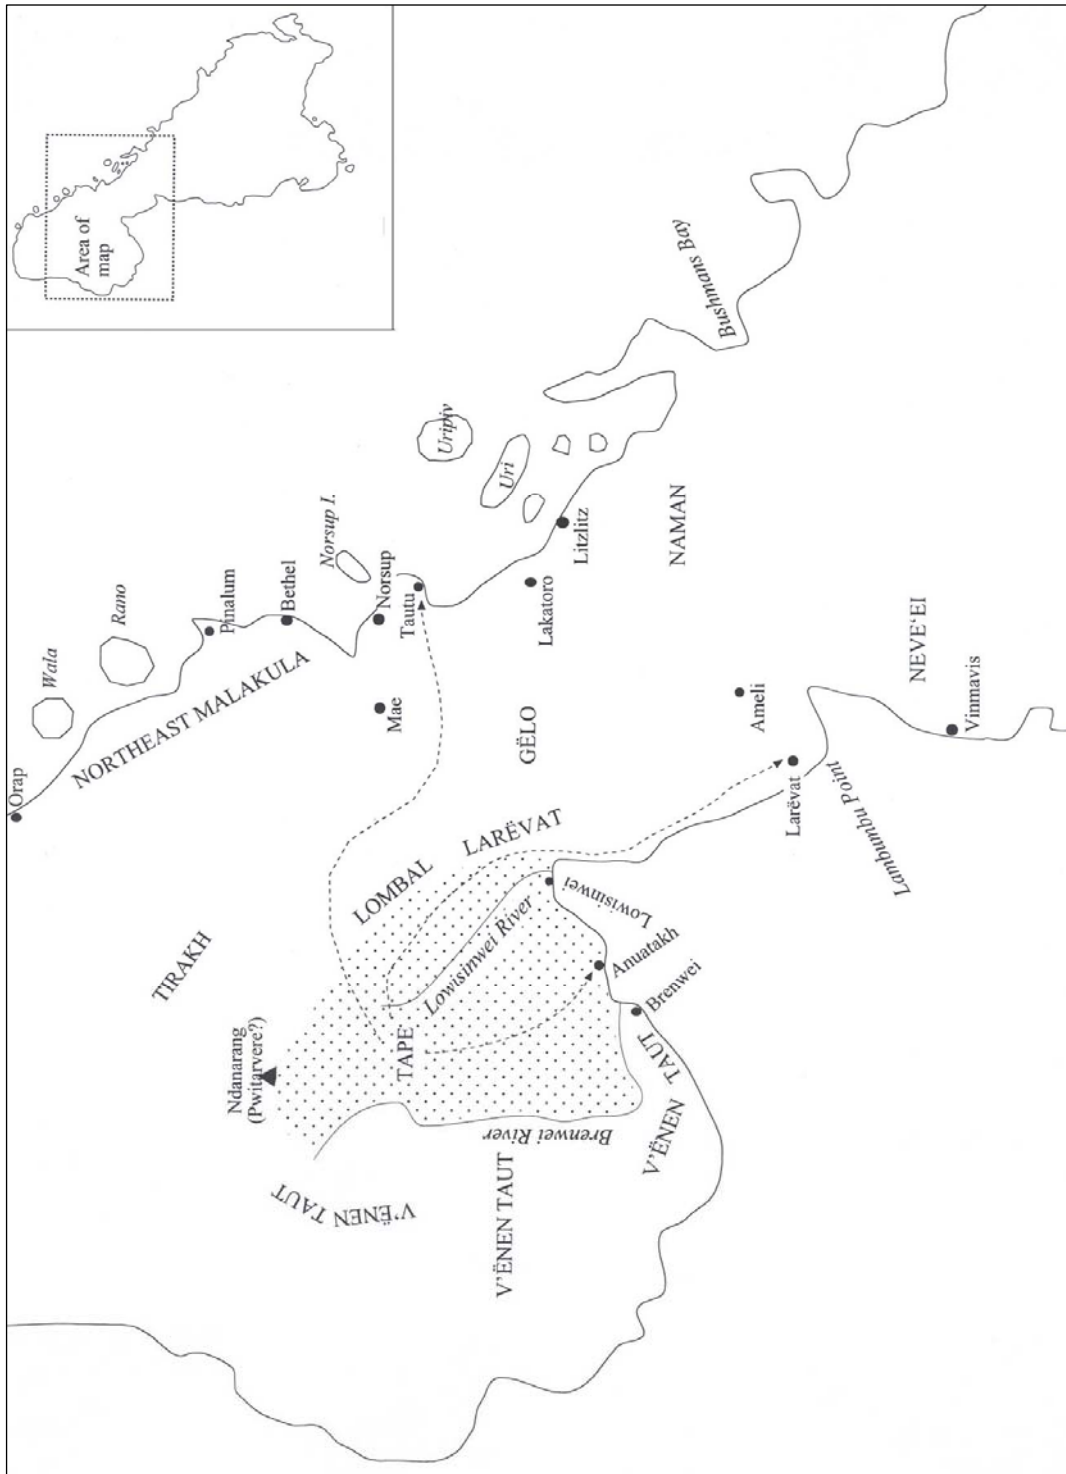 Area of
map
Orap
Wala
Rano
Pinalum
NORTHEAST MALAKULA
Bethel
Norsup I.
Mae
Norsup
Tautu
Uripiv
Uri
Litzlitz
Lakatoro
NAMAN
Bushmans Bay
TIRAKH
Ndanarang
(Pwitarvere?)
LOMBAL
LARËVAT
GËLO
Ameli
NEVE‘EI
Vinmavis
Larëvat
Lambumbu Point
Lowisinwei River
Lowisinwei
TAPE
Anuatakh
Brenwei
Brenwei River
V’ËNEN TAUT
V’ËNEN TAUT
V’ËNEN TAUT